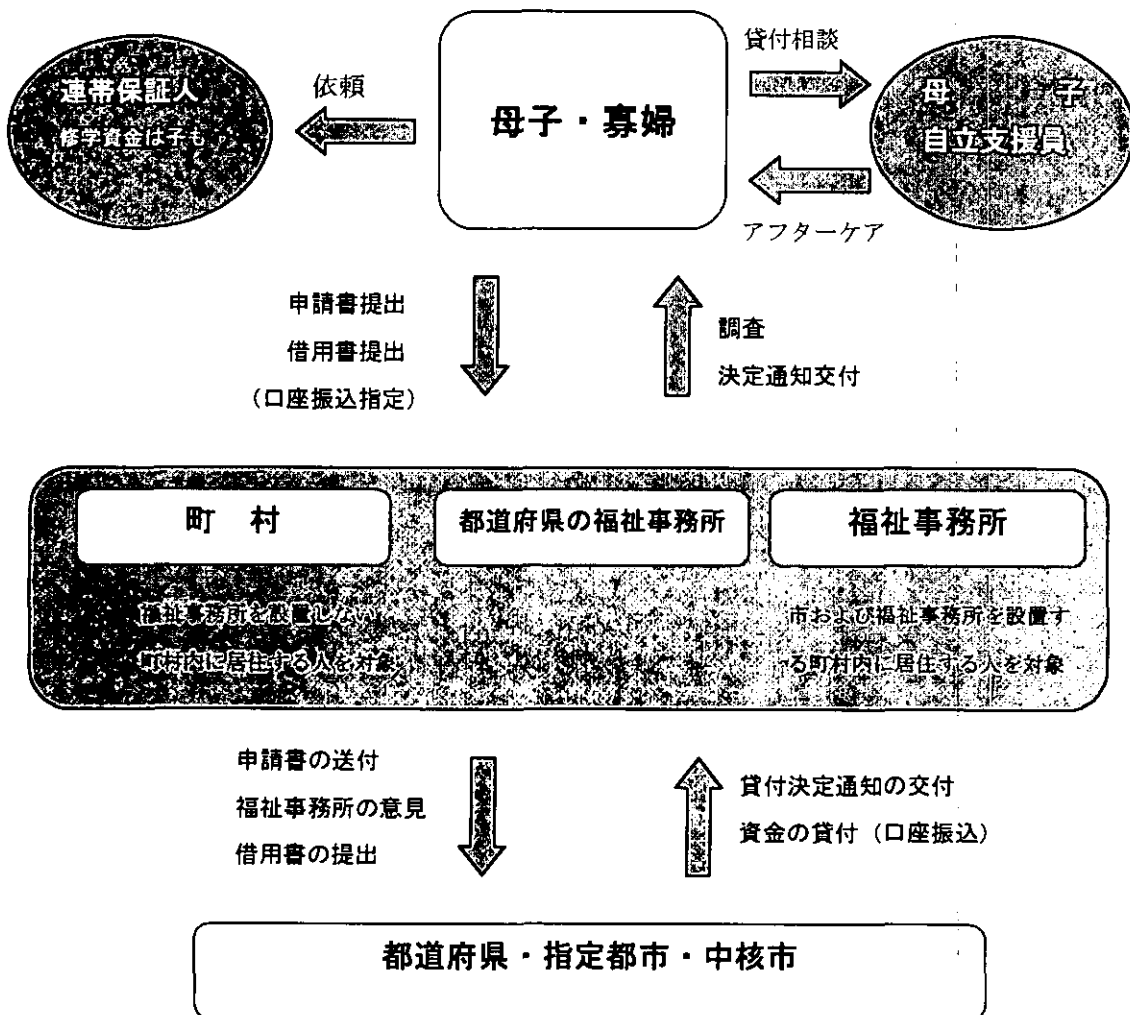 連帯保証人
修学資金は子も
依頼
母子・寡婦
貸付相談
母　子
自立支援員
アフターケア
申請書提出
借用書提出
（口座振込指定）
調査
決定通知交付
町　村
都道府県の福祉事務所
福祉事務所
福祉事務所を設置しな
町村内に居住する人を対象
市および福祉事務所を設置す
る町村内に居住する人を対象
申請書の送付
福祉事務所の意見
借用書の提出
貸付決定通知の交付
資金の貸付（口座振込）
都道府県・指定都市・中核市